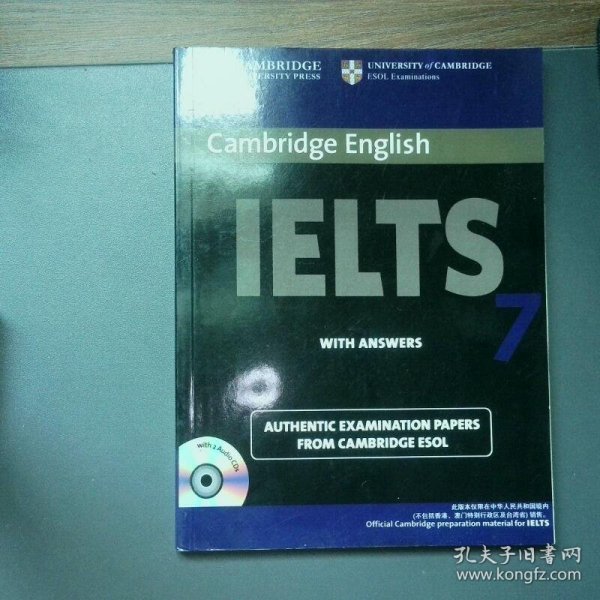 CAMBRIDGE
UNIVERSITY PRESS
UNIVERSITY of CAMBRIDGE
ESOL Examinations
Cambridge English
IELTS
7
WITH ANSWERS
AUTHENTIC EXAMINATION PAPERS
FROM CAMBRIDGE ESOL
with 2 Audio CDs
此版本仅限在中华人民共和国境内
(不包括香港、澳门特别行政区及台湾省) 销售。
Official Cambridge preparation material for IELTS
孔夫子旧书网
www.kongfz.com